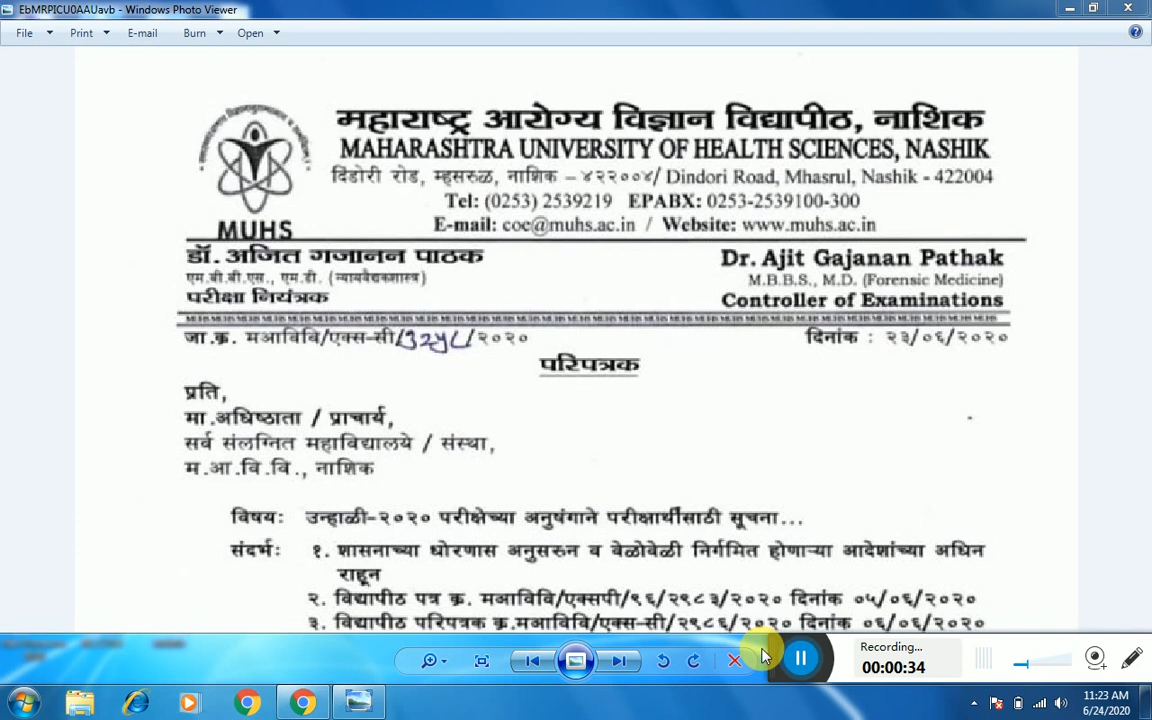 EbMRPICU0AAUavb - Windows Photo Viewer
File Print E-mail Burn Open
महाराष्ट्र आरोग्य विज्ञान विद्यापीठ, नाशिक
MAHARASHTRA UNIVERSITY OF HEALTH SCIENCES, NASHIK
दिंडोरी रोड, म्हसरुळ, नाशिक - ४२२००४/ Dindori Road, Mhasrul, Nashik - 422004
Tel: (0253) 2539219 EPABX: 0253-2539100-300
E-mail: coe@muhs.ac.in / Website: www.muhs.ac.in
MUHS
डॉ. अजित गजानन पाठक
Dr. Ajit Gajanan Pathak
एम.बी.बी.एस., एम.डी. (न्यायवैद्यकशास्त्र)
M.B.B.S., M.D. (Forensic Medicine)
परीक्षा नियंत्रक
Controller of Examinations
जा.क्र. मआविवि/एक्स-सी/ /२०२०
दिनांक : २३/०६/२०२०
परिपत्रक
प्रति,
मा.अधिष्ठाता / प्राचार्य,
सर्व संलग्नित महाविद्यालये / संस्था,
म.आ.वि.वि., नाशिक
विषय: उन्हाळी-२०२० परीक्षेच्या अनुषंगाने परीक्षार्थींसाठी सूचना...
संदर्भ: १. शासनाच्या धोरणास अनुसरुन व वेळोवेळी निर्गमित होणाऱ्या आदेशांच्या अधिन
राहून
२. विद्यापीठ पत्र क्र. मआविवि/एक्सपी/९६/२९८३/२०२० दिनांक ०५/०६/२०२०
३. विद्यापीठ परिपत्रक क्र.मआविवि/एक्स-सी/२९८६/२०२० दिनांक ०६/०६/२०२०
Recording...
00:00:34
11:23 AM
6/24/2020